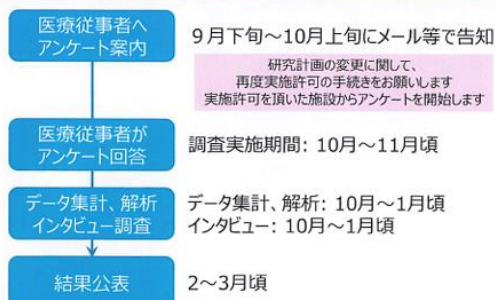 医療従事者へ
アンケート案内
9月下旬～10月上旬にメール等で告知
研究計画の変更に関して、
再度実施許可の手続きをお願いします
実施許可を頂いた施設からアンケートを開始します
医療従事者が
アンケート回答
調査実施期間: 10月～11月頃
データ集計、解析
インタビュー調査
データ集計、解析: 10月～1月頃
インタビュー: 10月～1月頃
結果公表
2～3月頃